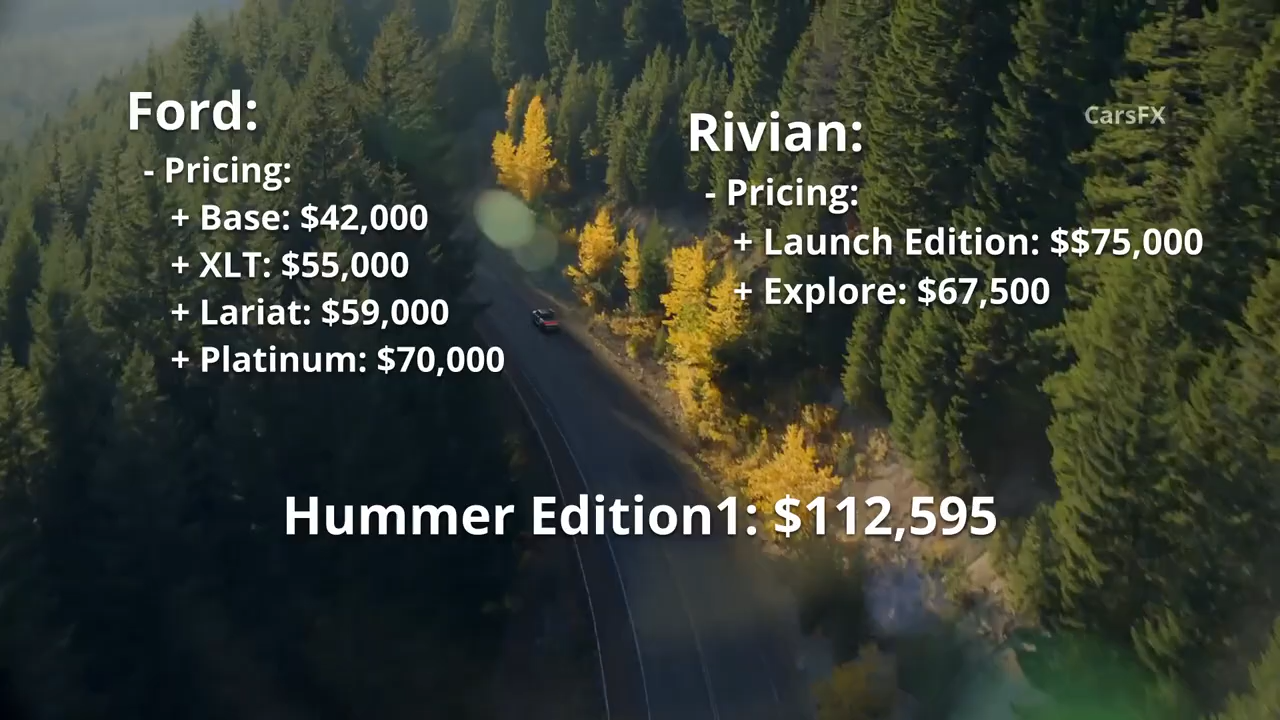 Ford:
- Pricing:
+ Base: $42,000
+ XLT: $55,000
+ Lariat: $59,000
+ Platinum: $70,000
Rivian:
- Pricing:
+ Launch Edition: $$75,000
+ Explore: $67,500
CarsFX
Hummer Edition1: $112,595